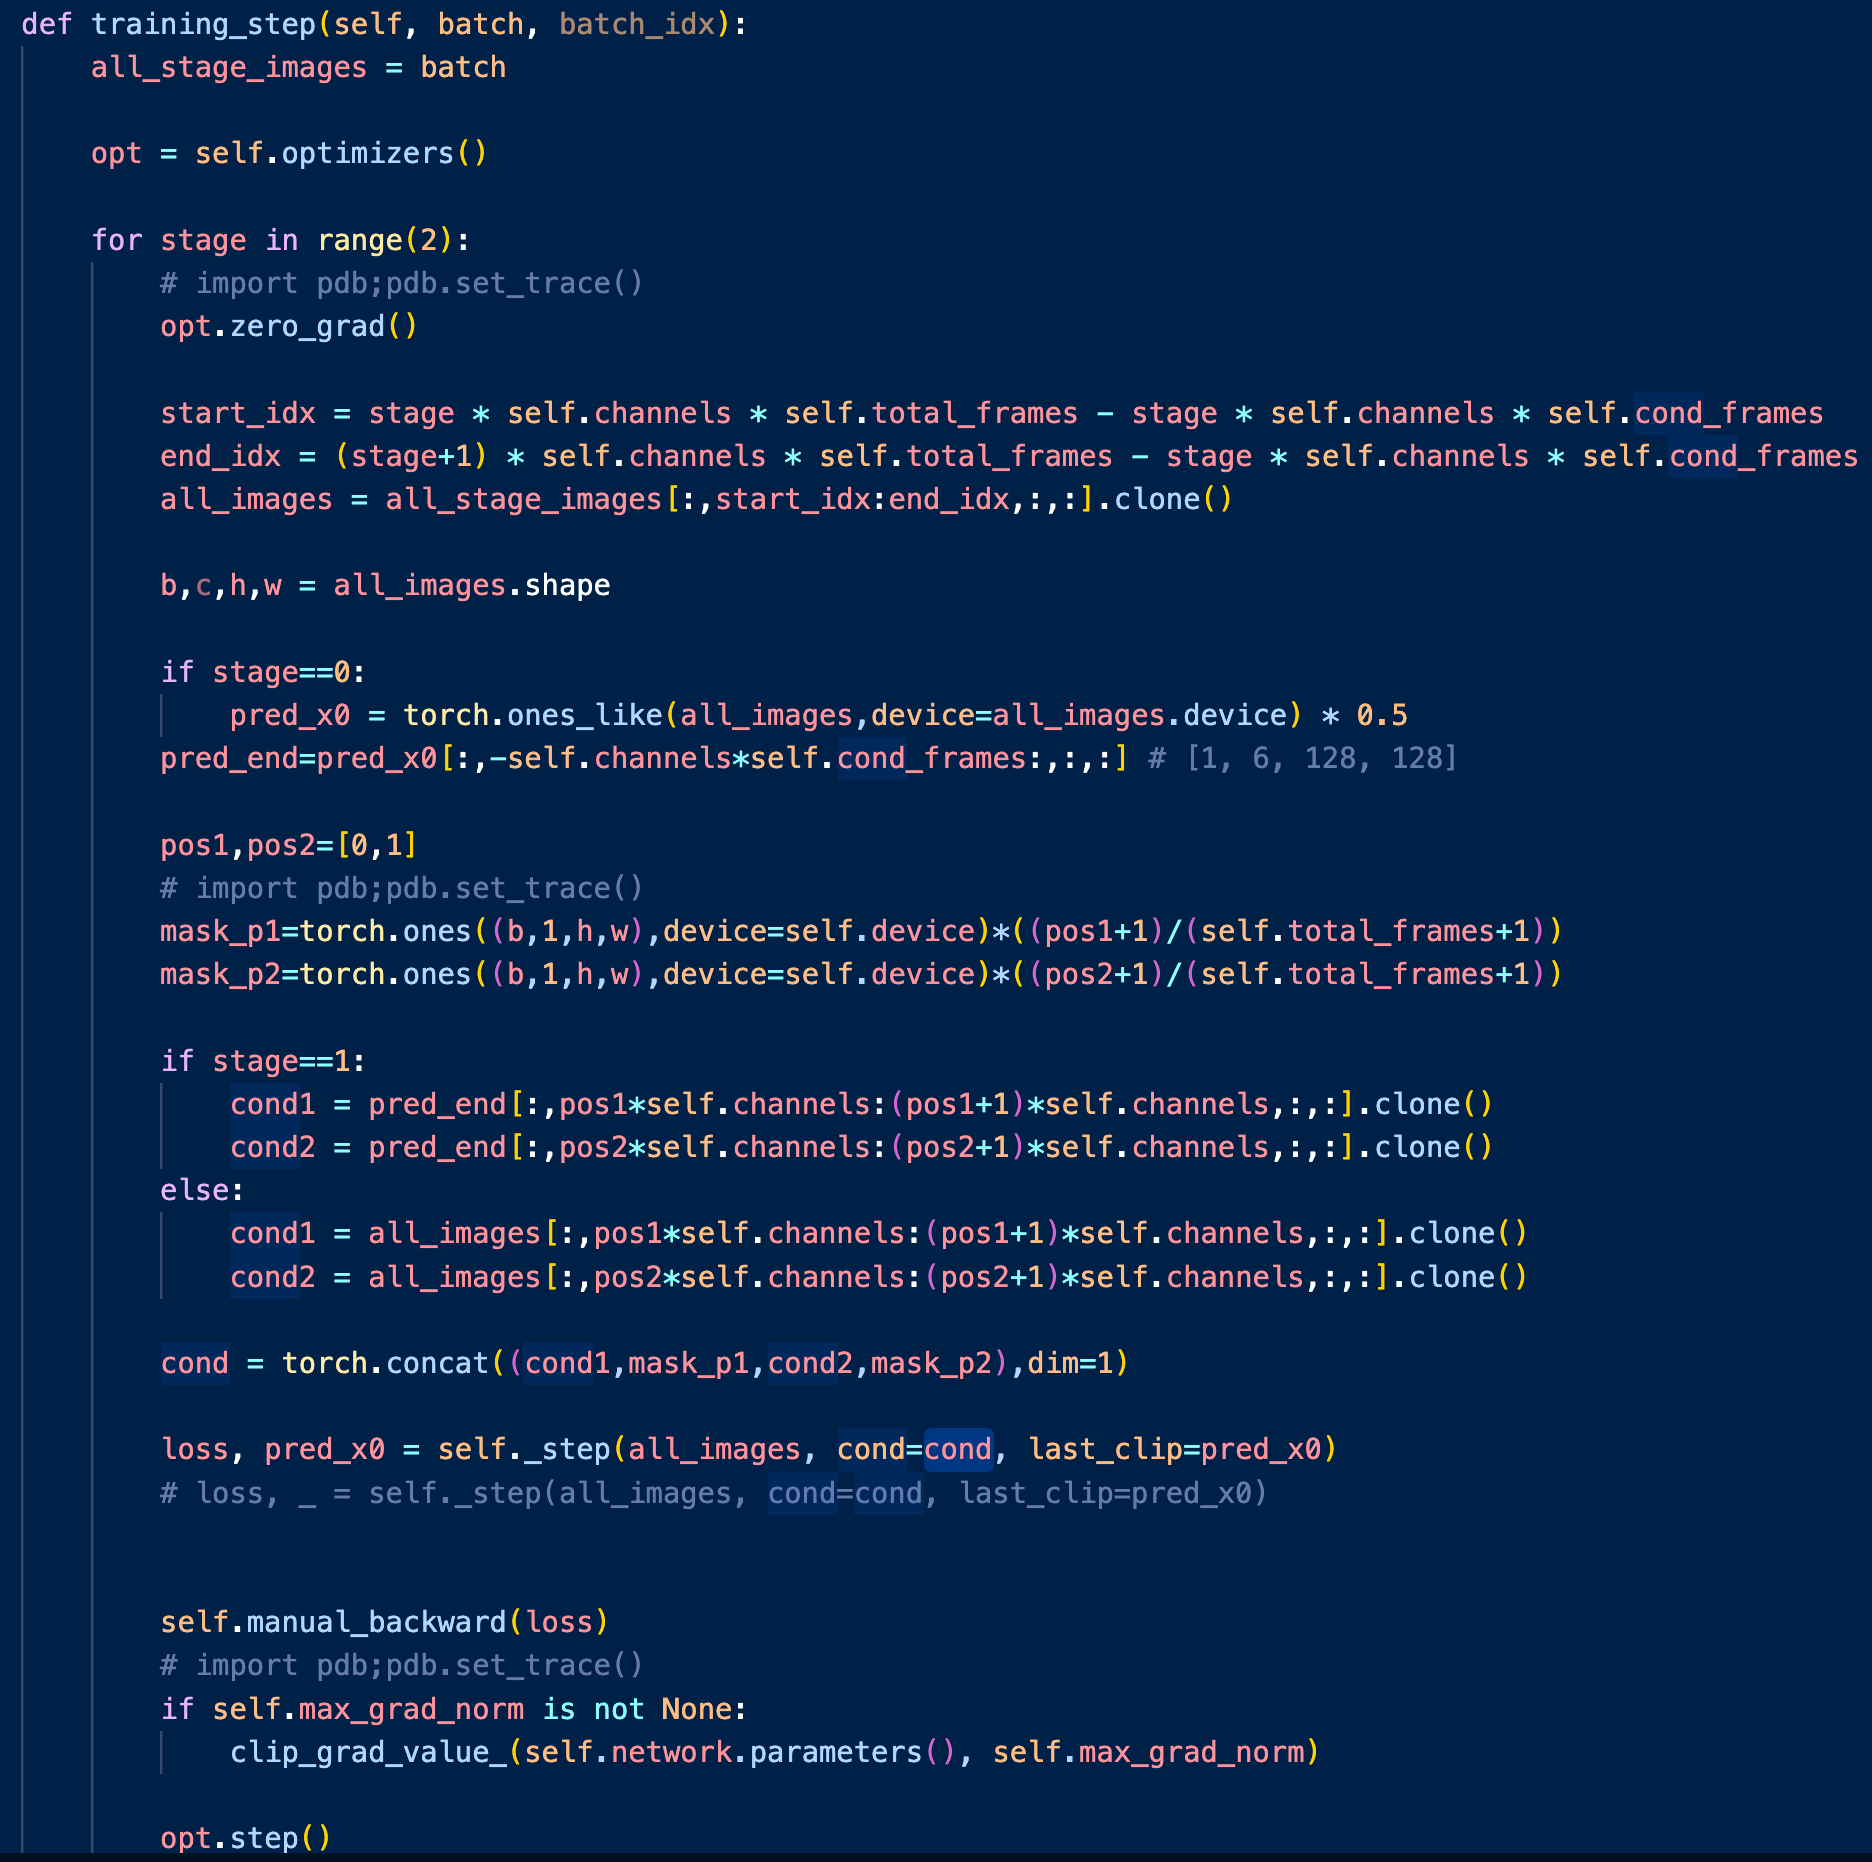 def training_step(self, batch, batch_idx):
    all_stage_images = batch

    opt = self.optimizers()

    for stage in range(2):
        # import pdb;pdb.set_trace()
        opt.zero_grad()

        start_idx = stage * self.channels * self.total_frames - stage * self.channels * self.cond_frames
        end_idx = (stage+1) * self.channels * self.total_frames - stage * self.channels * self.cond_frames
        all_images = all_stage_images[:,start_idx:end_idx,:,:].clone()

        b,c,h,w = all_images.shape

        if stage==0:
            pred_x0 = torch.ones_like(all_images,device=all_images.device) * 0.5
        pred_end=pred_x0[:,-self.channels*self.cond_frames:,:,:] # [1, 6, 128, 128]

        pos1,pos2=[0,1]
        # import pdb;pdb.set_trace()
        mask_p1=torch.ones((b,1,h,w),device=self.device)*((pos1+1)/(self.total_frames+1))
        mask_p2=torch.ones((b,1,h,w),device=self.device)*((pos2+1)/(self.total_frames+1))

        if stage==1:
            cond1 = pred_end[:,pos1*self.channels:(pos1+1)*self.channels,:,:].clone()
            cond2 = pred_end[:,pos2*self.channels:(pos2+1)*self.channels,:,:].clone()
        else:
            cond1 = all_images[:,pos1*self.channels:(pos1+1)*self.channels,:,:].clone()
            cond2 = all_images[:,pos2*self.channels:(pos2+1)*self.channels,:,:].clone()

        cond = torch.concat((cond1,mask_p1,cond2,mask_p2),dim=1)

        loss, pred_x0 = self._step(all_images, cond=cond, last_clip=pred_x0)
        # loss, _ = self._step(all_images, cond=cond, last_clip=pred_x0)


        self.manual_backward(loss)
        # import pdb;pdb.set_trace()
        if self.max_grad_norm is not None:
            clip_grad_value_(self.network.parameters(), self.max_grad_norm)

        opt.step()